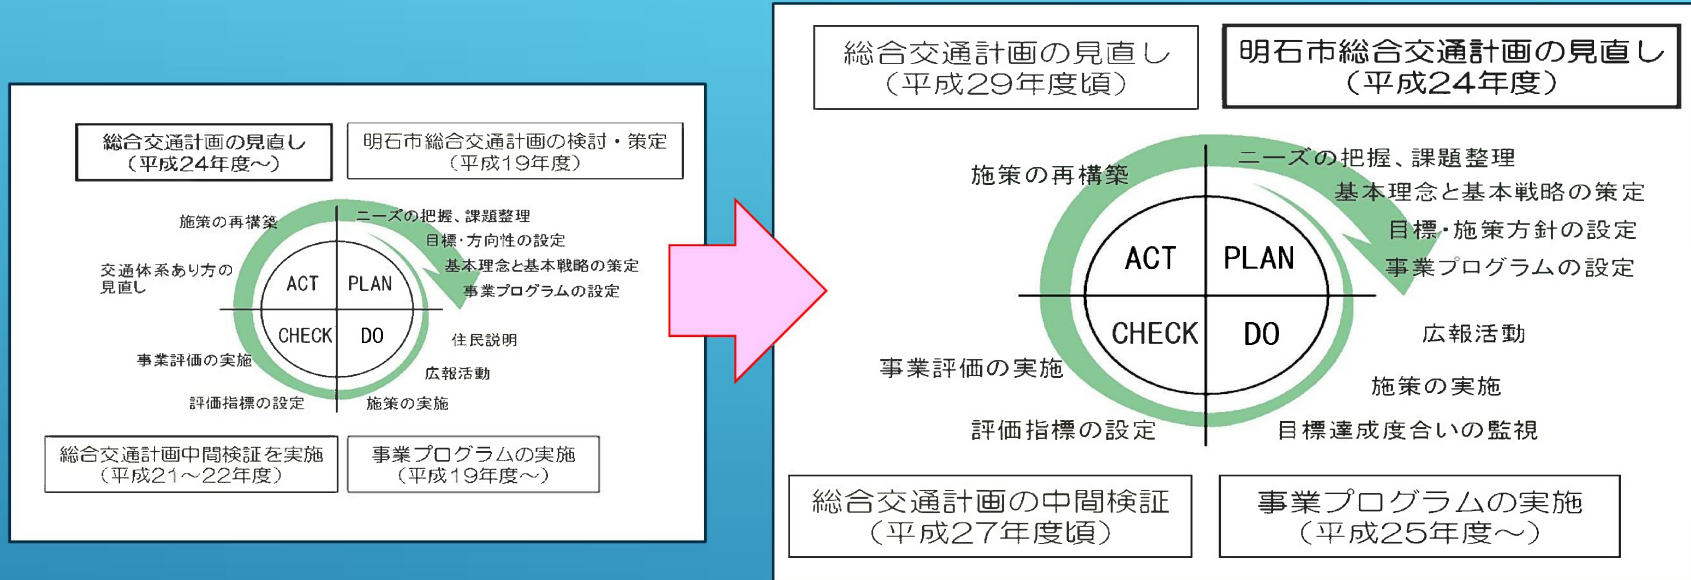 総合交通計画の見直し
(平成24年度～)
明石市総合交通計画の検討・策定
(平成19年度)
施策の再構築
ニーズの把握、課題整理
目標・方向性の設定
交通体系あり方の
見直し
基本理念と基本戦略の策定
事業プログラムの設定
ACT
PLAN
CHECK
DO
住民説明
事業評価の実施
広報活動
評価指標の設定
施策の実施
総合交通計画中間検証を実施
(平成21～22年度)
事業プログラムの実施
(平成19年度～)
総合交通計画の見直し
(平成29年度頃)
明石市総合交通計画の見直し
(平成24年度)
施策の再構築
ニーズの把握、課題整理
基本理念と基本戦略の策定
目標・施策方針の設定
事業プログラムの設定
ACT
PLAN
CHECK
DO
広報活動
事業評価の実施
施策の実施
評価指標の設定
目標達成度合いの監視
総合交通計画の中間検証
(平成27年度頃)
事業プログラムの実施
(平成25年度～)